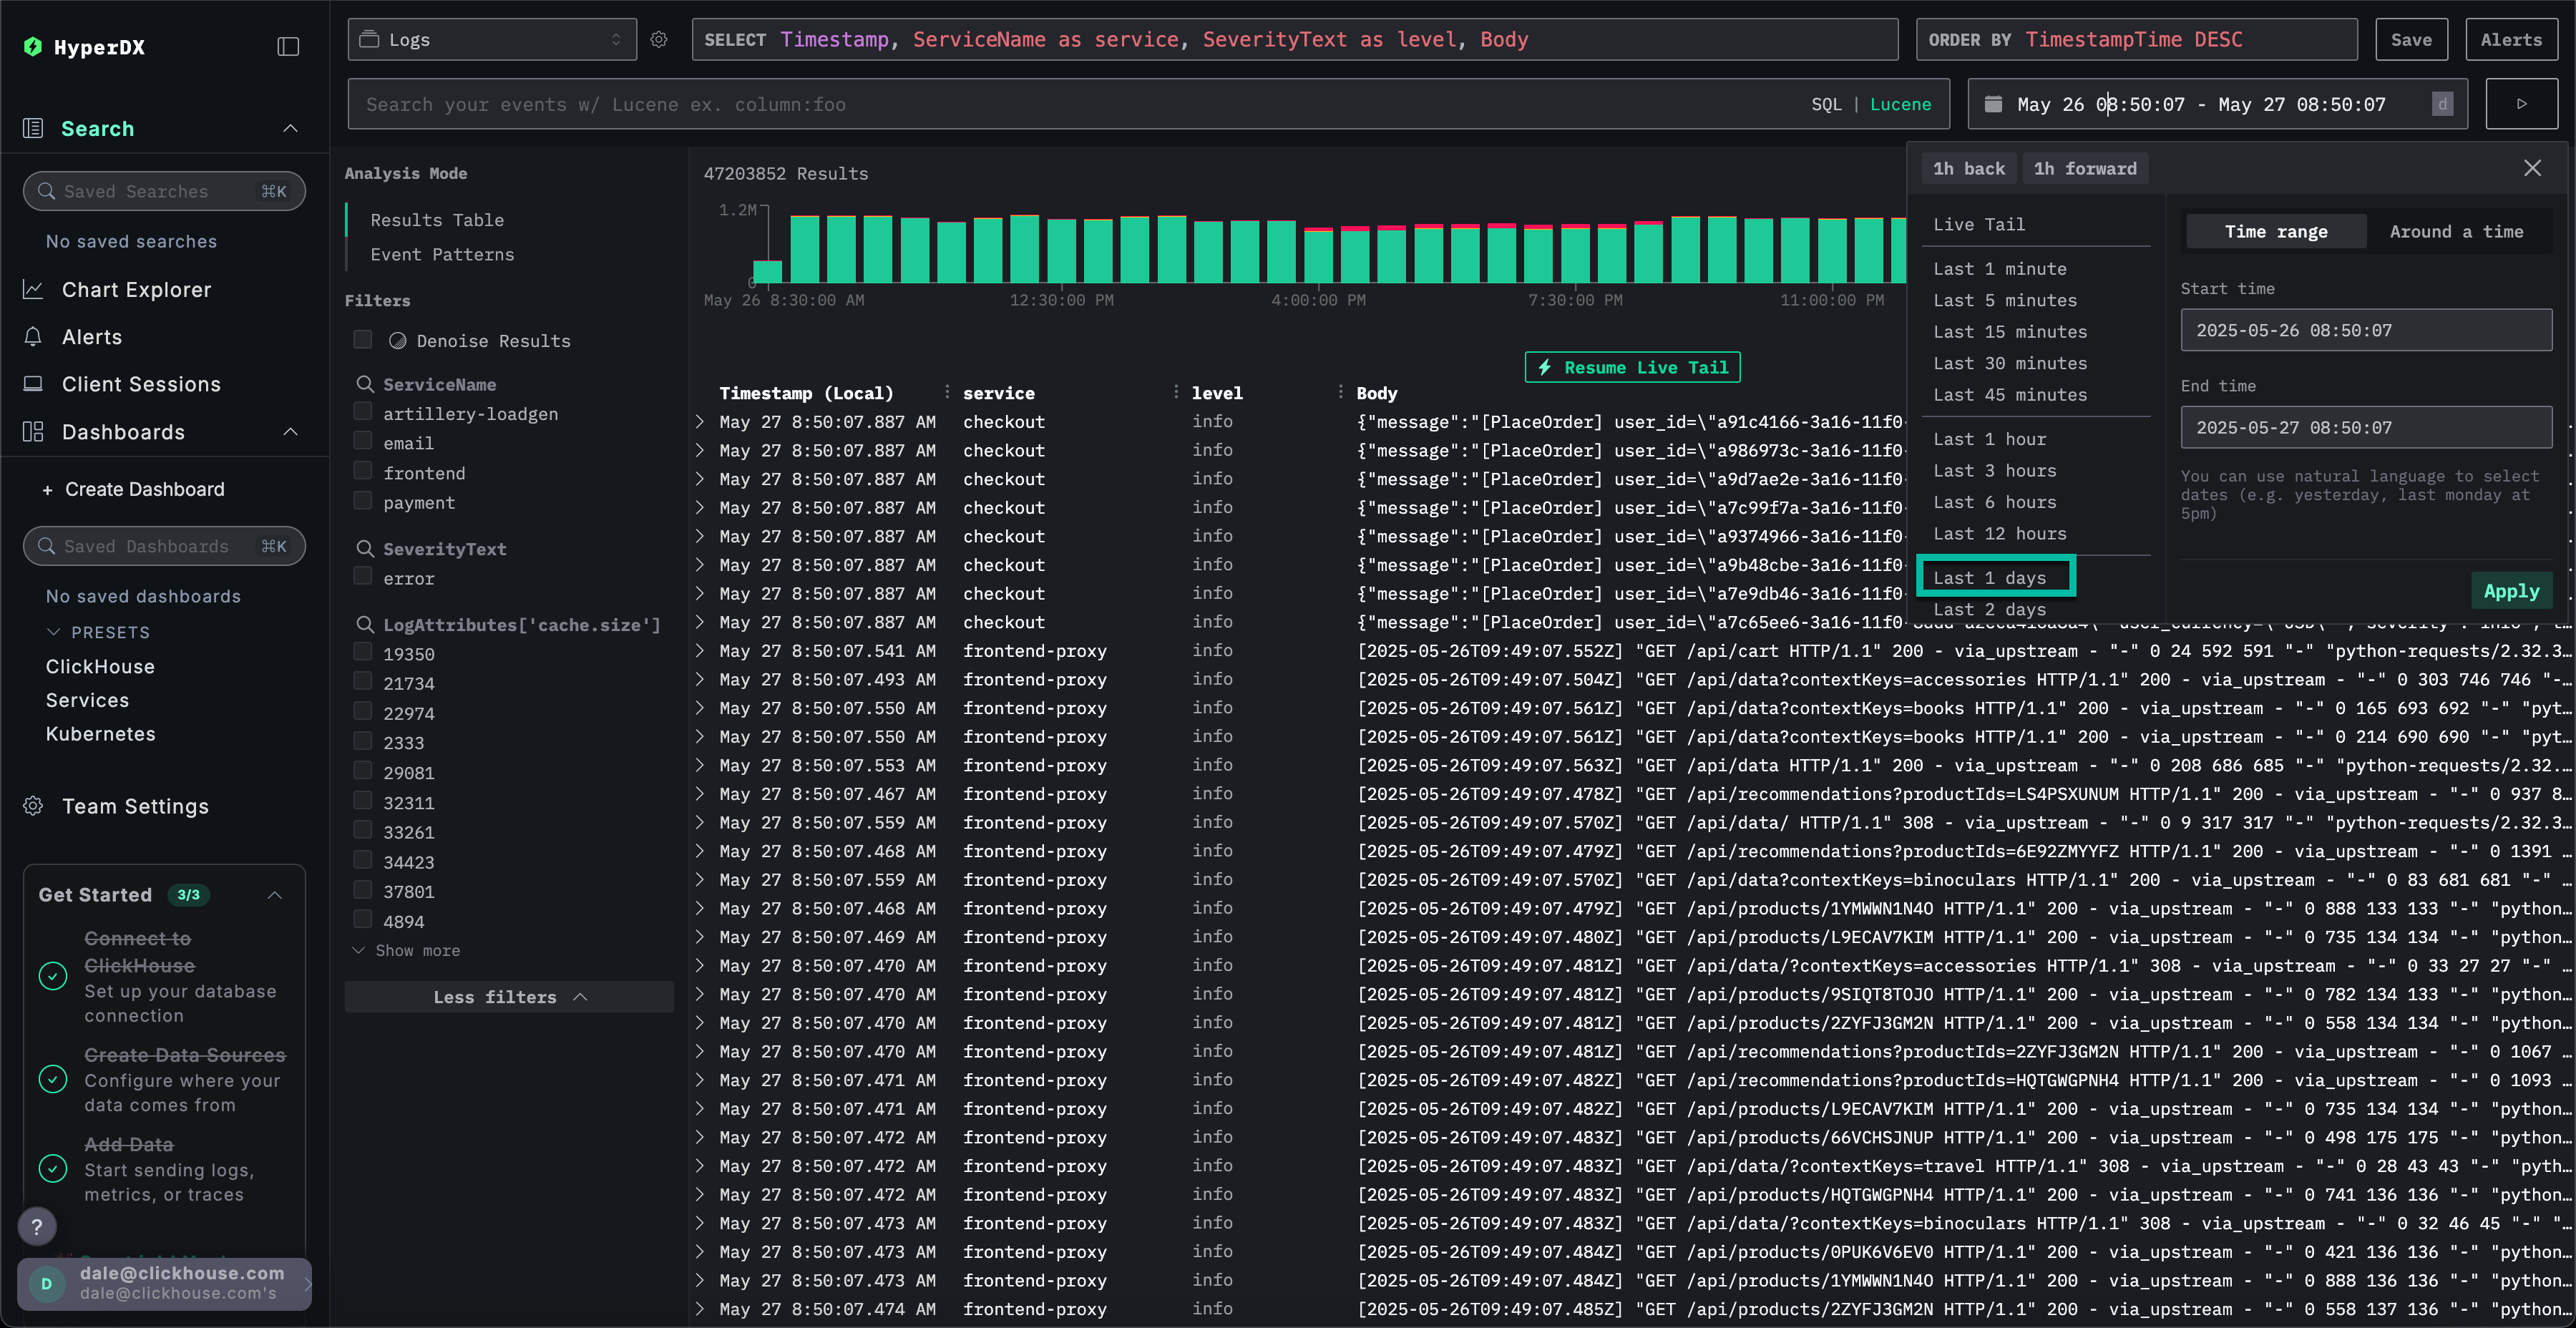 HyperDX
Logs
SELECT Timestamp, ServiceName as service, SeverityText as level, Body
ORDER BY TimestampTime DESC
Save
Alerts
Search your events w/ Lucene ex. column:foo
SQL | Lucene
May 26 08:50:07 - May 27 08:50:07
d
Search
Saved Searches ⌘K
No saved searches
Chart Explorer
Alerts
Client Sessions
Dashboards
+ Create Dashboard
Saved Dashboards ⌘K
No saved dashboards
PRESETS
ClickHouse
Services
Kubernetes
Team Settings
Get Started 3/3
Connect to
ClickHouse
Set up your database
connection
Create Data Sources
Configure where your
data comes from
Add Data
Start sending logs,
metrics, or traces
?
D
dale@clickhouse.com
dale@clickhouse.com's
Analysis Mode
Results Table
Event Patterns
Filters
Denoise Results
ServiceName
artillery-loadgen
email
frontend
payment
SeverityText
error
LogAttributes['cache.size']
19350
21734
22974
2333
29081
32311
33261
34423
37801
4894
Show more
Less filters
47203852 Results
1.2M
0
May 26 8:30:00 AM
12:30:00 PM
4:00:00 PM
7:30:00 PM
11:00:00 PM
Resume Live Tail
Timestamp (Local) service level Body
May 27 8:50:07.887 AM checkout info {"message":"[PlaceOrder] user_id=\"a91c4166-3a16-11f0
May 27 8:50:07.887 AM checkout info {"message":"[PlaceOrder] user_id=\"a986973c-3a16-11f0
May 27 8:50:07.887 AM checkout info {"message":"[PlaceOrder] user_id=\"a9d7ae2e-3a16-11f0
May 27 8:50:07.887 AM checkout info {"message":"[PlaceOrder] user_id=\"a7c99f7a-3a16-11f0
May 27 8:50:07.887 AM checkout info {"message":"[PlaceOrder] user_id=\"a9374966-3a16-11f0
May 27 8:50:07.887 AM checkout info {"message":"[PlaceOrder] user_id=\"a9b48cbe-3a16-11f0
May 27 8:50:07.887 AM checkout info {"message":"[PlaceOrder] user_id=\"a7e9db46-3a16-11f0
May 27 8:50:07.887 AM checkout info {"message":"[PlaceOrder] user_id=\"a7c65ee6-3a16-11f0
May 27 8:50:07.541 AM frontend-proxy info [2025-05-26T09:49:07.552Z] "GET /api/cart HTTP/1.1" 200 - via_upstream - "-" 0 24 592 591 "-" "python-requests/2.32.3…
May 27 8:50:07.493 AM frontend-proxy info [2025-05-26T09:49:07.504Z] "GET /api/data?contextKeys=accessories HTTP/1.1" 200 - via_upstream - "-" 0 303 746 746 "-…
May 27 8:50:07.550 AM frontend-proxy info [2025-05-26T09:49:07.561Z] "GET /api/data?contextKeys=books HTTP/1.1" 200 - via_upstream - "-" 0 165 693 692 "-" "pyt…
May 27 8:50:07.550 AM frontend-proxy info [2025-05-26T09:49:07.561Z] "GET /api/data?contextKeys=books HTTP/1.1" 200 - via_upstream - "-" 0 214 690 690 "-" "pyt…
May 27 8:50:07.553 AM frontend-proxy info [2025-05-26T09:49:07.563Z] "GET /api/data HTTP/1.1" 200 - via_upstream - "-" 0 208 686 685 "-" "python-requests/2.32.…
May 27 8:50:07.467 AM frontend-proxy info [2025-05-26T09:49:07.478Z] "GET /api/recommendations?productIds=LS4PSXUNUM HTTP/1.1" 200 - via_upstream - "-" 0 937 8…
May 27 8:50:07.559 AM frontend-proxy info [2025-05-26T09:49:07.570Z] "GET /api/data/ HTTP/1.1" 308 - via_upstream - "-" 0 9 317 317 "-" "python-requests/2.32.3…
May 27 8:50:07.468 AM frontend-proxy info [2025-05-26T09:49:07.479Z] "GET /api/recommendations?productIds=6E92ZMYYFZ HTTP/1.1" 200 - via_upstream - "-" 0 1391 …
May 27 8:50:07.559 AM frontend-proxy info [2025-05-26T09:49:07.570Z] "GET /api/data?contextKeys=binoculars HTTP/1.1" 200 - via_upstream - "-" 0 83 681 681 "-" …
May 27 8:50:07.468 AM frontend-proxy info [2025-05-26T09:49:07.479Z] "GET /api/products/1YMWWN1N4O HTTP/1.1" 200 - via_upstream - "-" 0 888 133 133 "-" "python…
May 27 8:50:07.469 AM frontend-proxy info [2025-05-26T09:49:07.480Z] "GET /api/products/L9ECAV7KIM HTTP/1.1" 200 - via_upstream - "-" 0 735 134 134 "-" "python…
May 27 8:50:07.470 AM frontend-proxy info [2025-05-26T09:49:07.481Z] "GET /api/data/?contextKeys=accessories HTTP/1.1" 308 - via_upstream - "-" 0 33 27 27 "-" …
May 27 8:50:07.470 AM frontend-proxy info [2025-05-26T09:49:07.481Z] "GET /api/products/9SIQT8TOJO HTTP/1.1" 200 - via_upstream - "-" 0 782 134 133 "-" "python…
May 27 8:50:07.470 AM frontend-proxy info [2025-05-26T09:49:07.481Z] "GET /api/products/2ZYFJ3GM2N HTTP/1.1" 200 - via_upstream - "-" 0 558 134 134 "-" "python…
May 27 8:50:07.470 AM frontend-proxy info [2025-05-26T09:49:07.481Z] "GET /api/recommendations?productIds=2ZYFJ3GM2N HTTP/1.1" 200 - via_upstream - "-" 0 1067 …
May 27 8:50:07.471 AM frontend-proxy info [2025-05-26T09:49:07.482Z] "GET /api/recommendations?productIds=HQTGWGPNH4 HTTP/1.1" 200 - via_upstream - "-" 0 1093 …
May 27 8:50:07.471 AM frontend-proxy info [2025-05-26T09:49:07.482Z] "GET /api/products/L9ECAV7KIM HTTP/1.1" 200 - via_upstream - "-" 0 735 134 134 "-" "python…
May 27 8:50:07.472 AM frontend-proxy info [2025-05-26T09:49:07.483Z] "GET /api/products/66VCHSJNUP HTTP/1.1" 200 - via_upstream - "-" 0 498 175 175 "-" "python…
May 27 8:50:07.472 AM frontend-proxy info [2025-05-26T09:49:07.483Z] "GET /api/data/?contextKeys=travel HTTP/1.1" 308 - via_upstream - "-" 0 28 43 43 "-" "pyth…
May 27 8:50:07.472 AM frontend-proxy info [2025-05-26T09:49:07.483Z] "GET /api/products/HQTGWGPNH4 HTTP/1.1" 200 - via_upstream - "-" 0 741 136 136 "-" "python…
May 27 8:50:07.473 AM frontend-proxy info [2025-05-26T09:49:07.483Z] "GET /api/data/?contextKeys=binoculars HTTP/1.1" 308 - via_upstream - "-" 0 32 46 45 "-" "…
May 27 8:50:07.473 AM frontend-proxy info [2025-05-26T09:49:07.484Z] "GET /api/products/0PUK6V6EV0 HTTP/1.1" 200 - via_upstream - "-" 0 421 136 136 "-" "python…
May 27 8:50:07.473 AM frontend-proxy info [2025-05-26T09:49:07.484Z] "GET /api/products/1YMWWN1N4O HTTP/1.1" 200 - via_upstream - "-" 0 888 136 136 "-" "python…
May 27 8:50:07.474 AM frontend-proxy info [2025-05-26T09:49:07.485Z] "GET /api/products/2ZYFJ3GM2N HTTP/1.1" 200 - via_upstream - "-" 0 558 137 136 "-" "python…
1h back
1h forward
Live Tail
Last 1 minute
Last 5 minutes
Last 15 minutes
Last 30 minutes
Last 45 minutes
Last 1 hour
Last 3 hours
Last 6 hours
Last 12 hours
Last 1 days
Last 2 days
Time range
Around a time
Start time
2025-05-26 08:50:07
End time
2025-05-27 08:50:07
You can use natural language to select
dates (e.g. yesterday, last monday at
5pm)
Apply